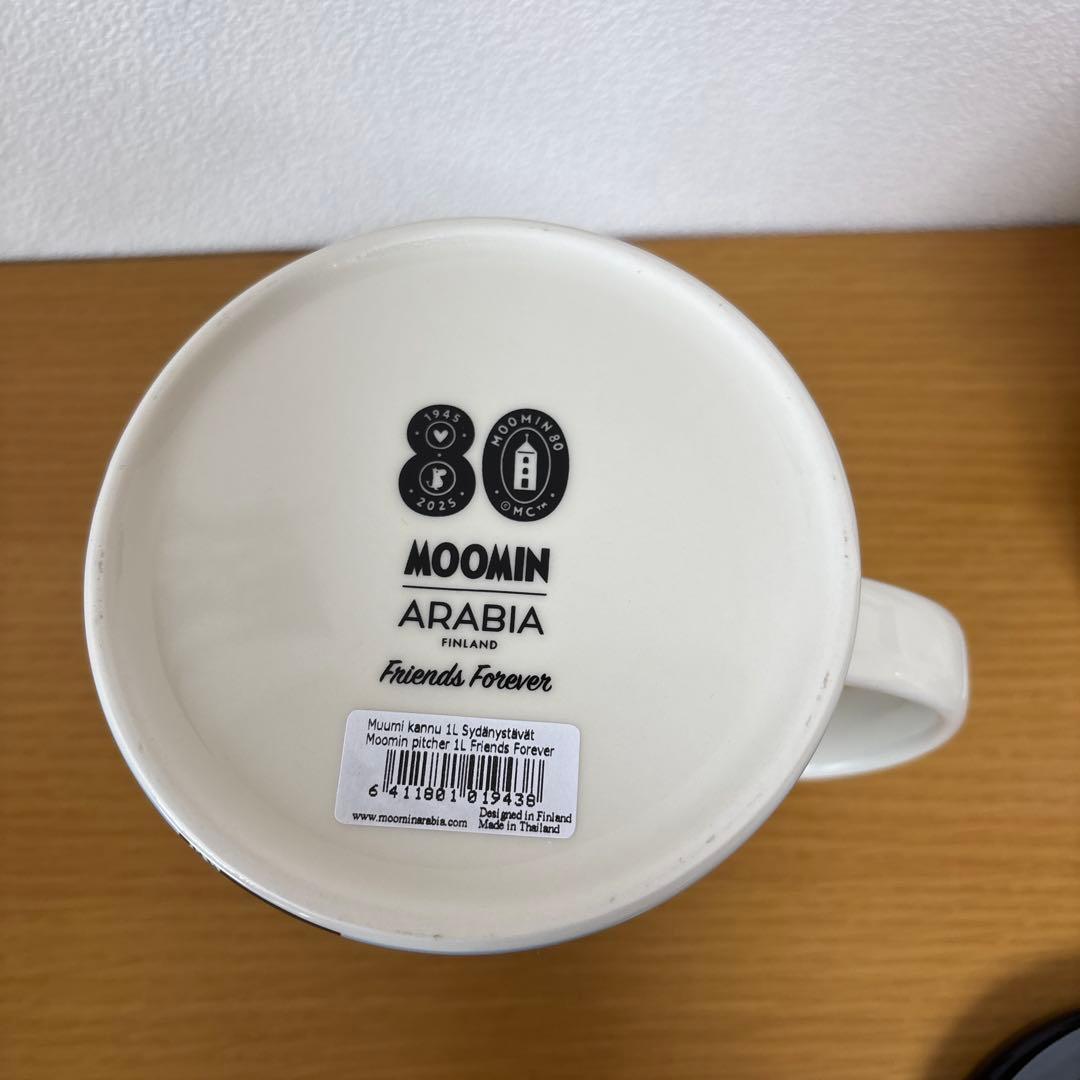 1945
2025
MOOMIN 80
©MC™
MOOMIN
ARABIA
FINLAND
Friends Forever
Muumi kannu 1L Sydänystävät
Moomin pitcher 1L Friends Forever
6 411801 019438
www.moominarabia.com
Designed in Finland
Made in Thailand